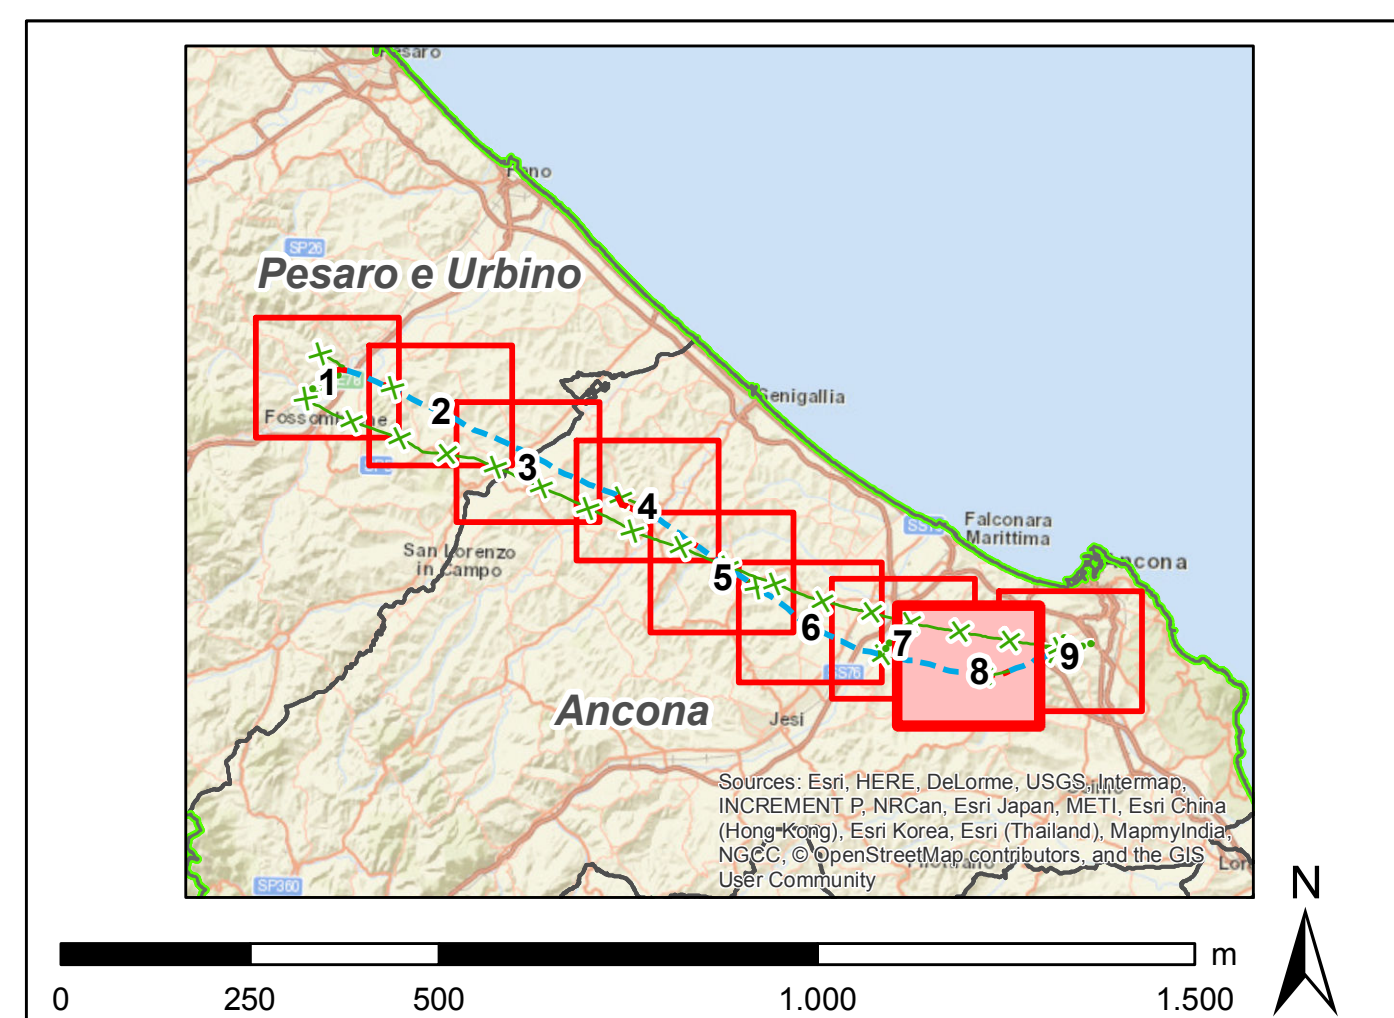 Pesaro
Fano
SP26
Pesaro e Urbino
1
E78
2
Fossombrone
Senigallia
3
4
San Lorenzo
in Campo
Falconara
Marittima
Ancona
5
6
7
8
9
SS76
Ancona
Jesi
Sources: Esri, HERE, DeLorme, USGS, Intermap,
INCREMENT P, NRCan, Esri Japan, METI, Esri China
(Hong Kong), Esri Korea, Esri (Thailand), MapmyIndia,
NGCC, © OpenStreetMap contributors, and the GIS
User Community
SP360
N
m
0 250 500 1.000 1.500